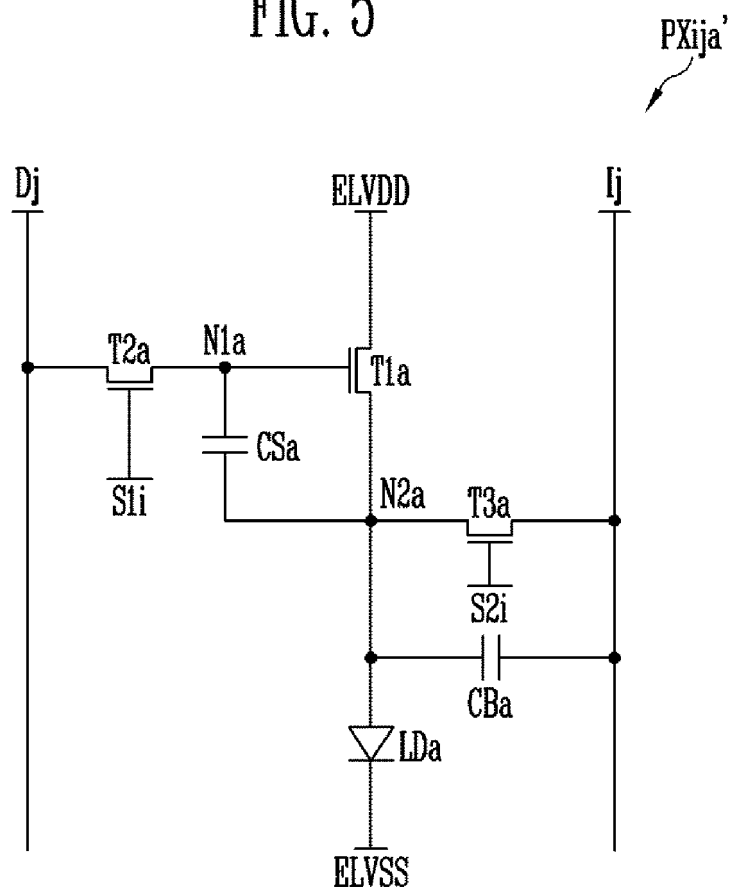 FIG. 5
PXija'
Dj
ELVDD
Ij
T2a
N1a
T1a
CSa
S1i
N2a
T3a
S2i
CBa
LDa
ELVSS